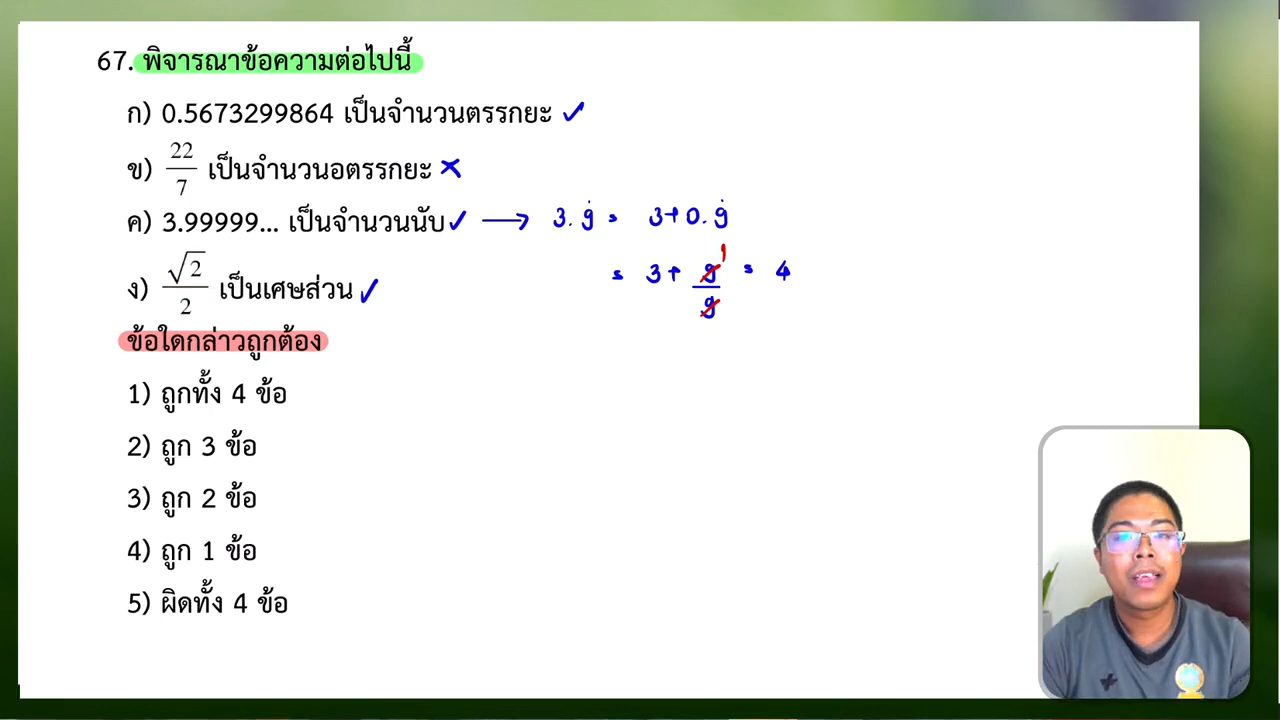 67. พิจารณาข้อความต่อไปนี้
ก) 0.5673299864 เป็นจำนวนตรรกยะ ✓
ข) 22/7 เป็นจำนวนอตรรกยะ ✗
ค) 3.99999... เป็นจำนวนนับ ✓ → 3.9̇ = 3+0.9̇
= 3+ 9/9 1 = 4
ง) √2/2 เป็นเศษส่วน ✓
ข้อใดกล่าวถูกต้อง
1) ถูกทั้ง 4 ข้อ
2) ถูก 3 ข้อ
3) ถูก 2 ข้อ
4) ถูก 1 ข้อ
5) ผิดทั้ง 4 ข้อ